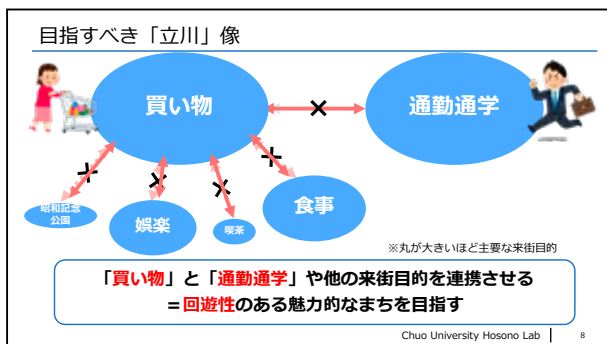 目指すべき「立川」像
買い物
通勤通学
昭和記念
公園
娯楽
喫茶
食事
※丸が大きいほど主要な来街目的
「買い物」と「通勤通学」や他の来街目的を連携させる
＝回遊性のある魅力的なまちを目指す
Chuo University Hosono Lab
8